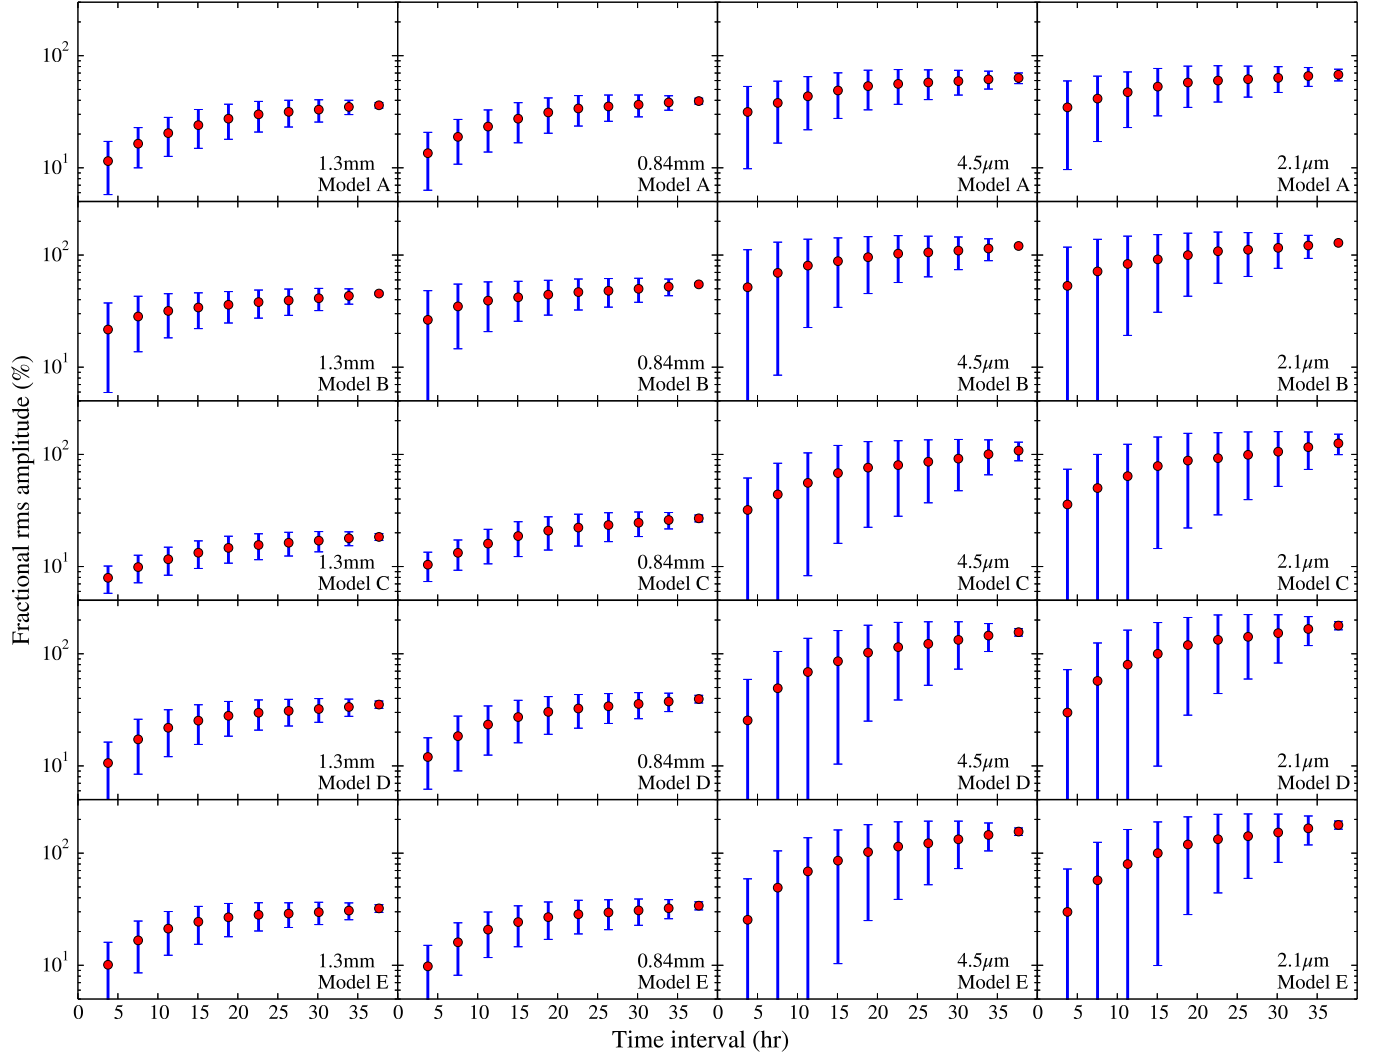 10²
10¹
1.3mm
Model A
0.84mm
Model A
4.5μm
Model A
2.1μm
Model A
10²
10¹
1.3mm
Model B
0.84mm
Model B
4.5μm
Model B
2.1μm
Model B
Fractional rms amplitude (%)
10²
10¹
1.3mm
Model C
0.84mm
Model C
4.5μm
Model C
2.1μm
Model C
10²
10¹
1.3mm
Model D
0.84mm
Model D
4.5μm
Model D
2.1μm
Model D
10²
10¹
1.3mm
Model E
0.84mm
Model E
4.5μm
Model E
2.1μm
Model E
0 5 10 15 20 25 30 35 0 5 10 15 20 25 30 35 0 5 10 15 20 25 30 35 0 5 10 15 20 25 30 35
Time interval (hr)